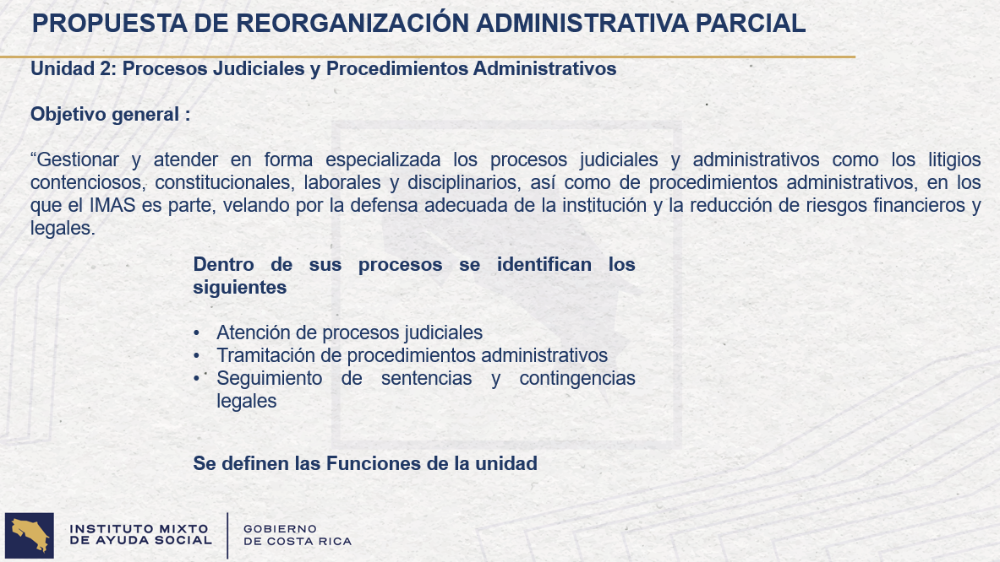 PROPUESTA DE REORGANIZACIÓN ADMINISTRATIVA PARCIAL
Unidad 2: Procesos Judiciales y Procedimientos Administrativos
Objetivo general :
“Gestionar y atender en forma especializada los procesos judiciales y administrativos como los litigios
contenciosos, constitucionales, laborales y disciplinarios, así como de procedimientos administrativos, en los
que el IMAS es parte, velando por la defensa adecuada de la institución y la reducción de riesgos financieros y
legales.
Dentro de sus procesos se identifican los
siguientes
• Atención de procesos judiciales
• Tramitación de procedimientos administrativos
• Seguimiento de sentencias y contingencias
legales
Se definen las Funciones de la unidad
INSTITUTO MIXTO
DE AYUDA SOCIAL
GOBIERNO
DE COSTA RICA